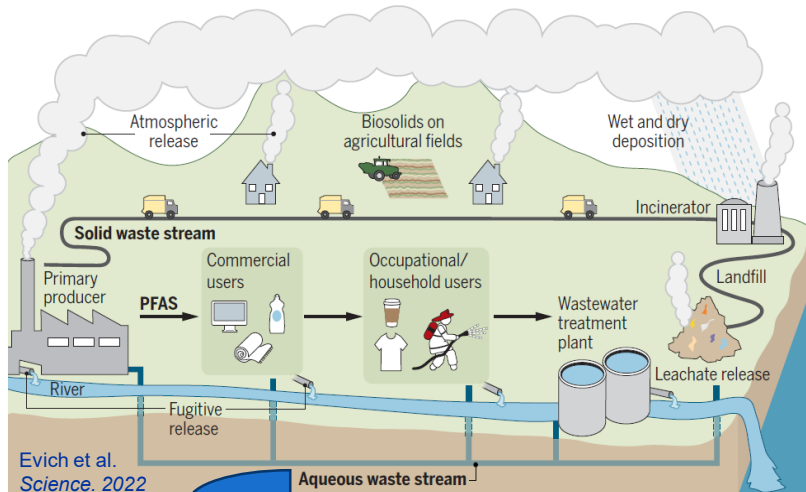 Atmospheric
release
Biosolids on
agricultural fields
Wet and dry
deposition
Incinerator
Solid waste stream
Primary
producer
PFAS
Commercial
users
Occupational/
household users
Wastewater
treatment
plant
Landfill
Leachate release
River
Fugitive
release
Evich et al.
Science. 2022
Aqueous waste stream